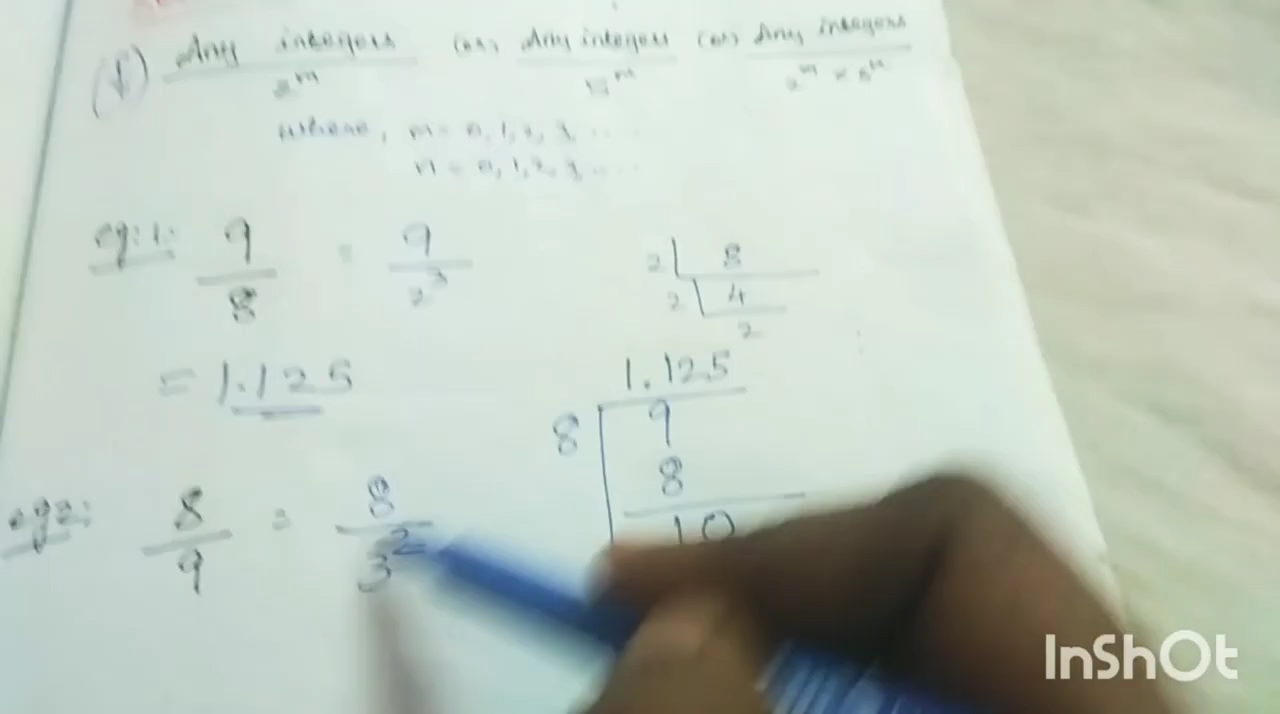 (f) Any integers (or) Any integers (or) Any integers
2^m 5^m 2^m × 5^n
where, m = 0, 1, 2, 3, ....
n = 0, 1, 2, 3, ....
eg: 1: 9/8 = 9/2^3
2 | 8
2 | 4
2
= 1.125
1.125
8 | 9
8
10
eg 2: 8/9 = 8/3^2
InShOt